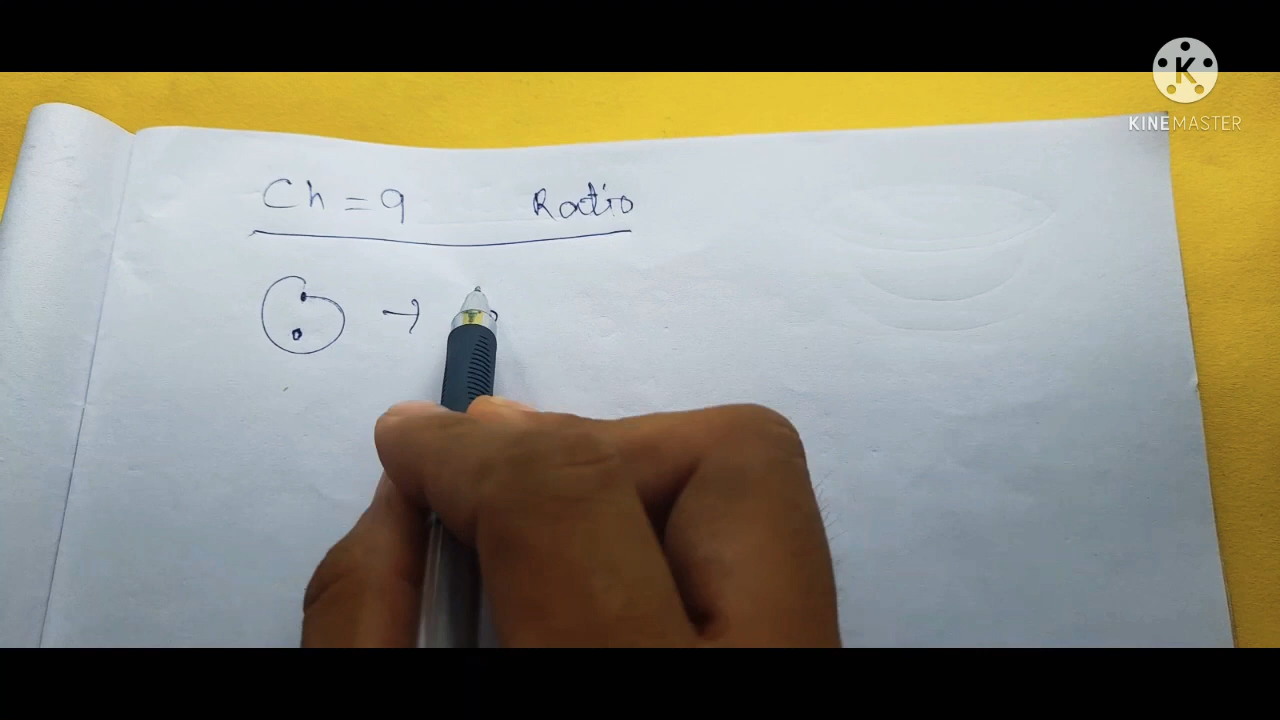 Ch = 9 Ratio
: →
KINEMASTER